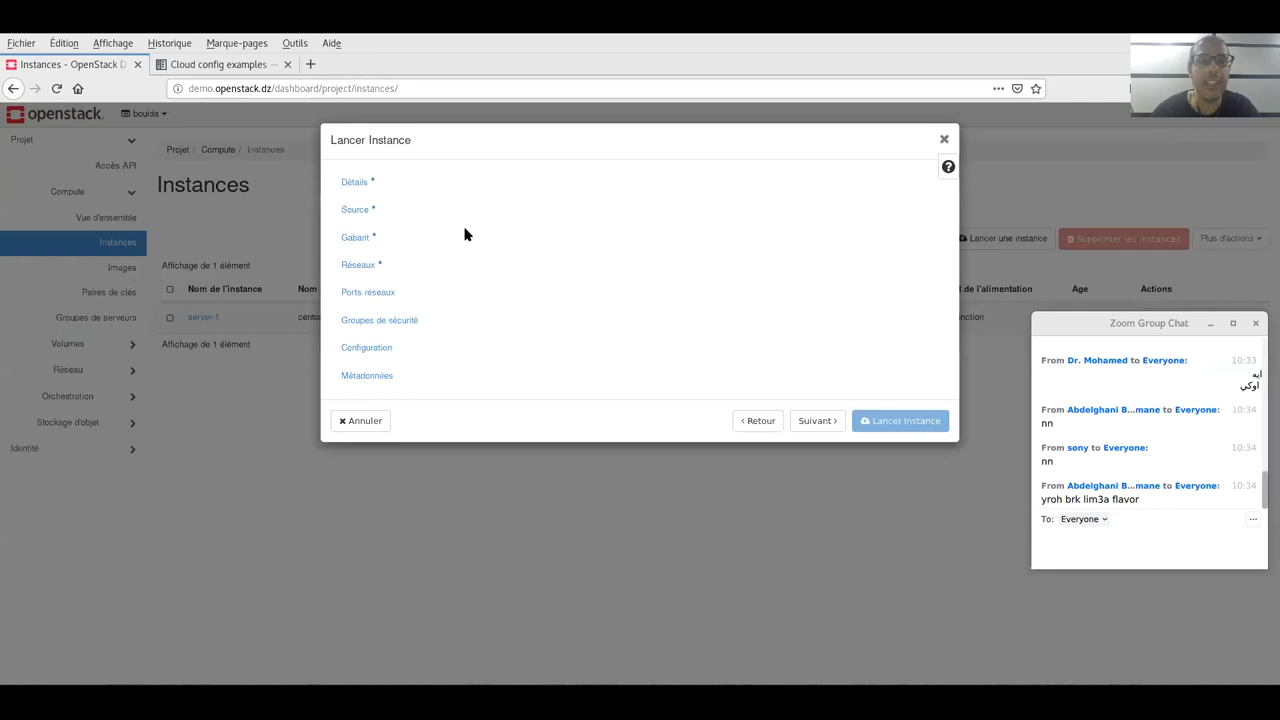 Fichier Édition Affichage Historique Marque-pages Outils Aide
Instances - OpenStack D
Cloud config examples
demo.openstack.dz/dashboard/project/instances/
openstack.
bouida
Projet
Accès API
Compute
Vue d'ensemble
Instances
Images
Paires de clés
Groupes de serveurs
Volumes
Réseau
Orchestration
Stockage d'objet
Identité
Projet / Compute / Instances
Instances
Lancer une instance
Supprimer les instances
Plus d'actions
Affichage de 1 élément
Nom de l'instance
Nom
t de l'alimentation
Age
Actions
server-1
cento
nction
Affichage de 1 élément
Lancer Instance
Détails *
Source *
Gabarit *
Réseaux *
Ports réseaux
Groupes de sécurité
Configuration
Métadonnées
Annuler
‹ Retour
Suivant ›
Lancer Instance
Zoom Group Chat
From Dr. Mohamed to Everyone: 10:33
ايه
اوكي
From Abdelghani B...mane to Everyone: 10:34
nn
From sony to Everyone: 10:34
nn
From Abdelghani B...mane to Everyone: 10:34
yroh brk lim3a flavor
To: Everyone